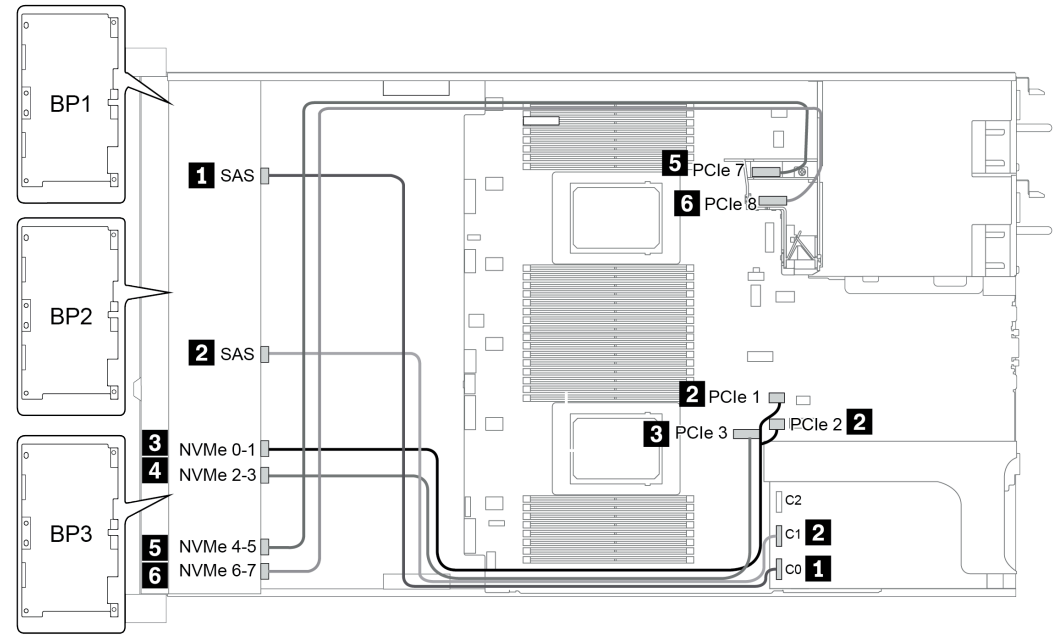 BP1
1 SAS
5 PCIe 7
6 PCIe 8
BP2
2 SAS
2 PCIe 1
PCIe 2 2
3 PCIe 3
3 NVMe 0-1
4 NVMe 2-3
C2
C1 2
BP3
5 NVMe 4-5
6 NVMe 6-7
C0 1